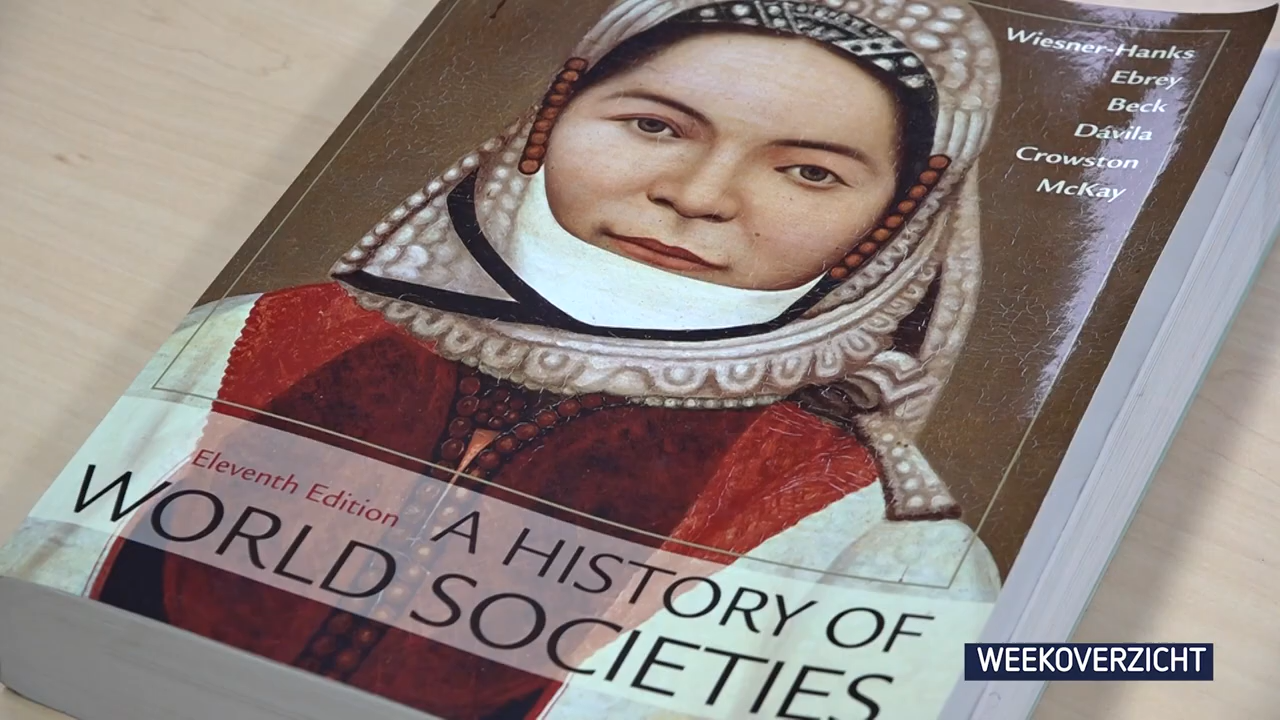 Wiesner-Hanks
Ebrey
Beck
Dávila
Crowston
McKay
Eleventh Edition
A HISTORY OF
WORLD SOCIETIES
WEEKOVERZICHT